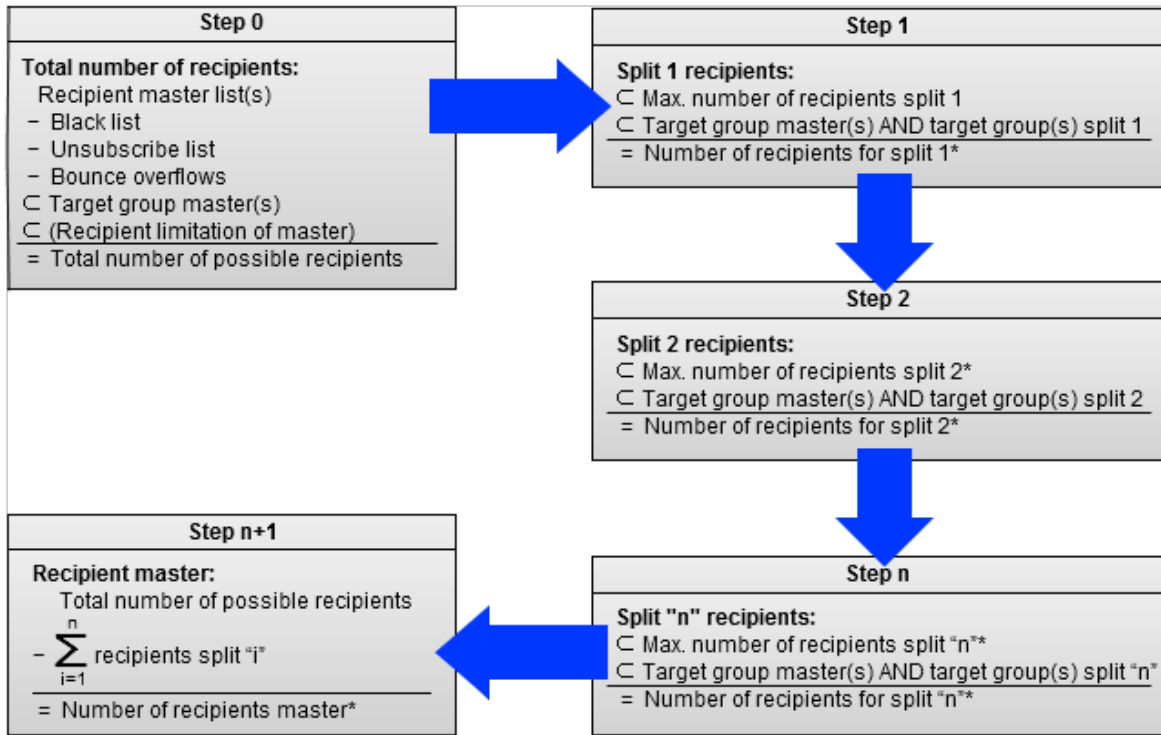 Step 0
Total number of recipients:
Recipient master list(s)
− Black list
− Unsubscribe list
− Bounce overflows
⊂ Target group master(s)
⊂ (Recipient limitation of master)
= Total number of possible recipients
Step 1
Split 1 recipients:
⊂ Max. number of recipients split 1
⊂ Target group master(s) AND target group(s) split 1
= Number of recipients for split 1*
Step 2
Split 2 recipients:
⊂ Max. number of recipients split 2*
⊂ Target group master(s) AND target group(s) split 2
= Number of recipients for split 2*
Step n
Split "n" recipients:
⊂ Max. number of recipients split “n”*
⊂ Target group master(s) AND target group(s) split “n”
= Number of recipients for split “n”*
Step n+1
Recipient master:
Total number of possible recipients
n
− ∑ recipients split “i”
i=1
= Number of recipients master*